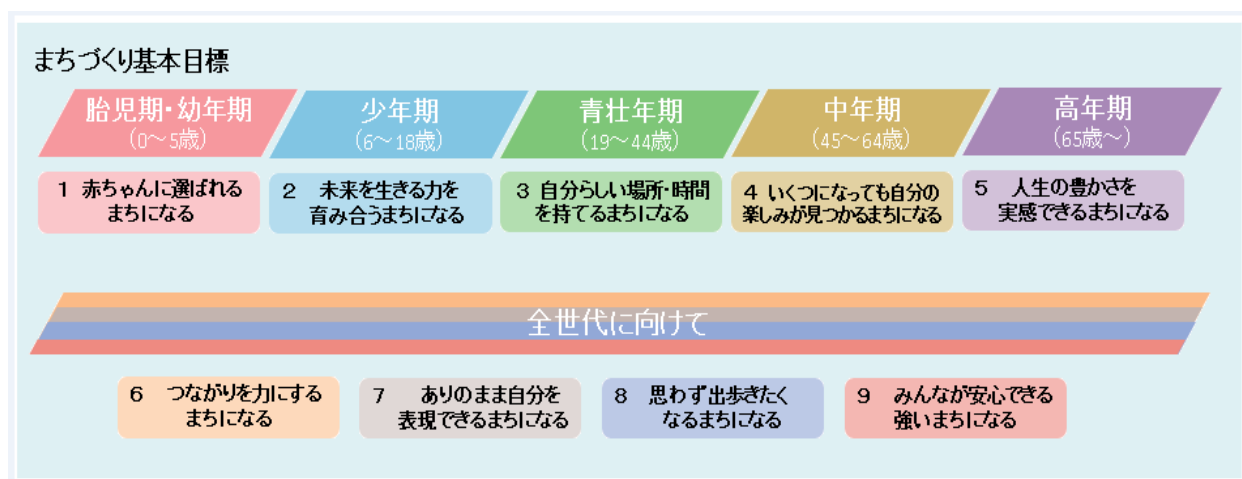 まちづくり基本目標
胎児期・幼年期
(0～5歳)
少年期
(6～18歳)
青壮年期
(19～44歳)
中年期
(45～64歳)
高年期
(65歳～)
1 赤ちゃんに選ばれる
まちになる
2 未来を生きる力を
育み合うまちになる
3 自分らしい場所・時間
を持てるまちになる
4 いくつになっても自分の
楽しみが見つかるまちになる
5 人生の豊かさを
実感できるまちになる
全世代に向けて
6 つながりを力にする
まちになる
7 ありのまま自分を
表現できるまちになる
8 思わず出歩きたく
なるまちになる
9 みんなが安心できる
強いまちになる